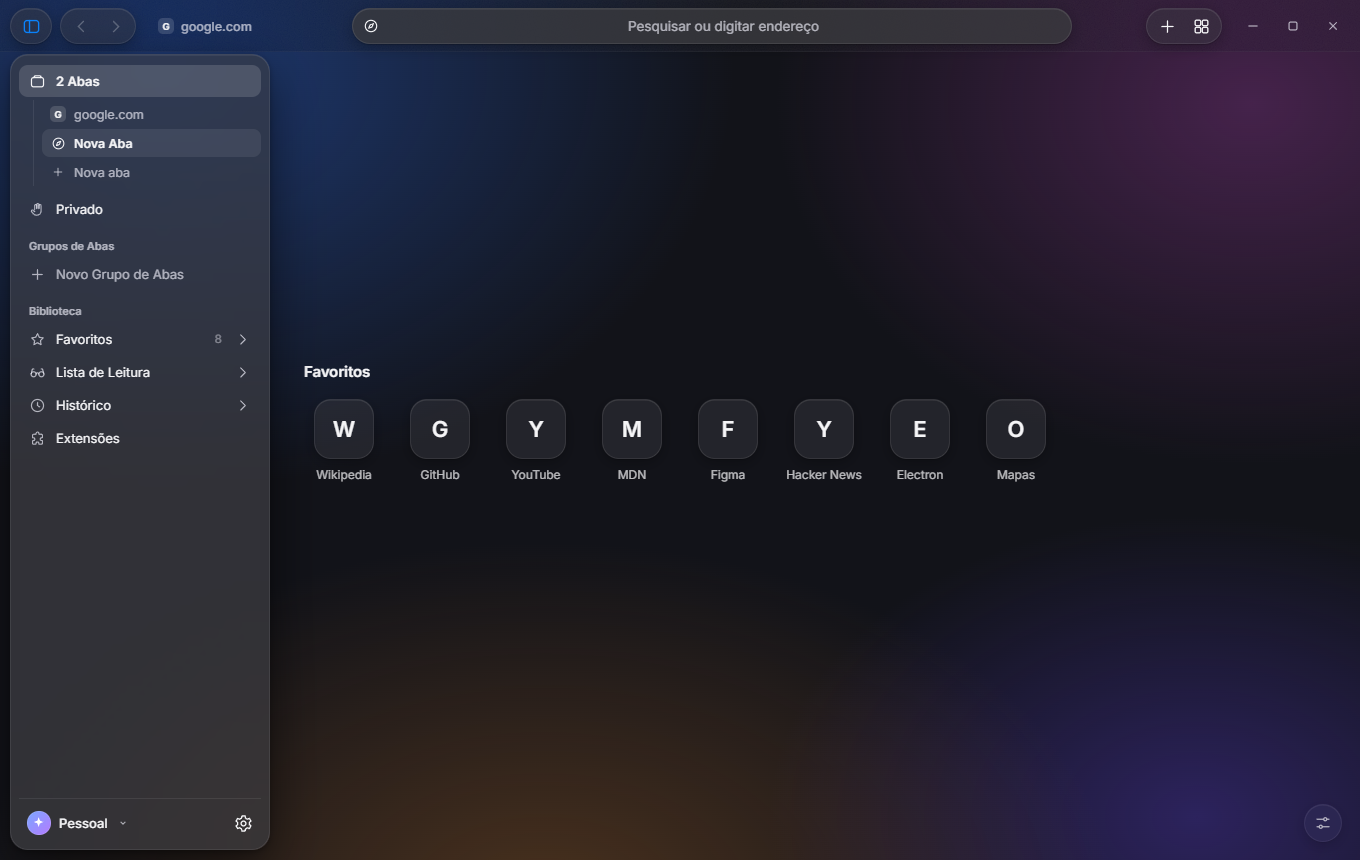 G google.com
Pesquisar ou digitar endereço
2 Abas
G google.com
Nova Aba
Nova aba
Privado
Grupos de Abas
Novo Grupo de Abas
Biblioteca
Favoritos 8
Lista de Leitura
Histórico
Extensões
Pessoal
Favoritos
W G Y M F Y E O
Wikipedia GitHub YouTube MDN Figma Hacker News Electron Mapas